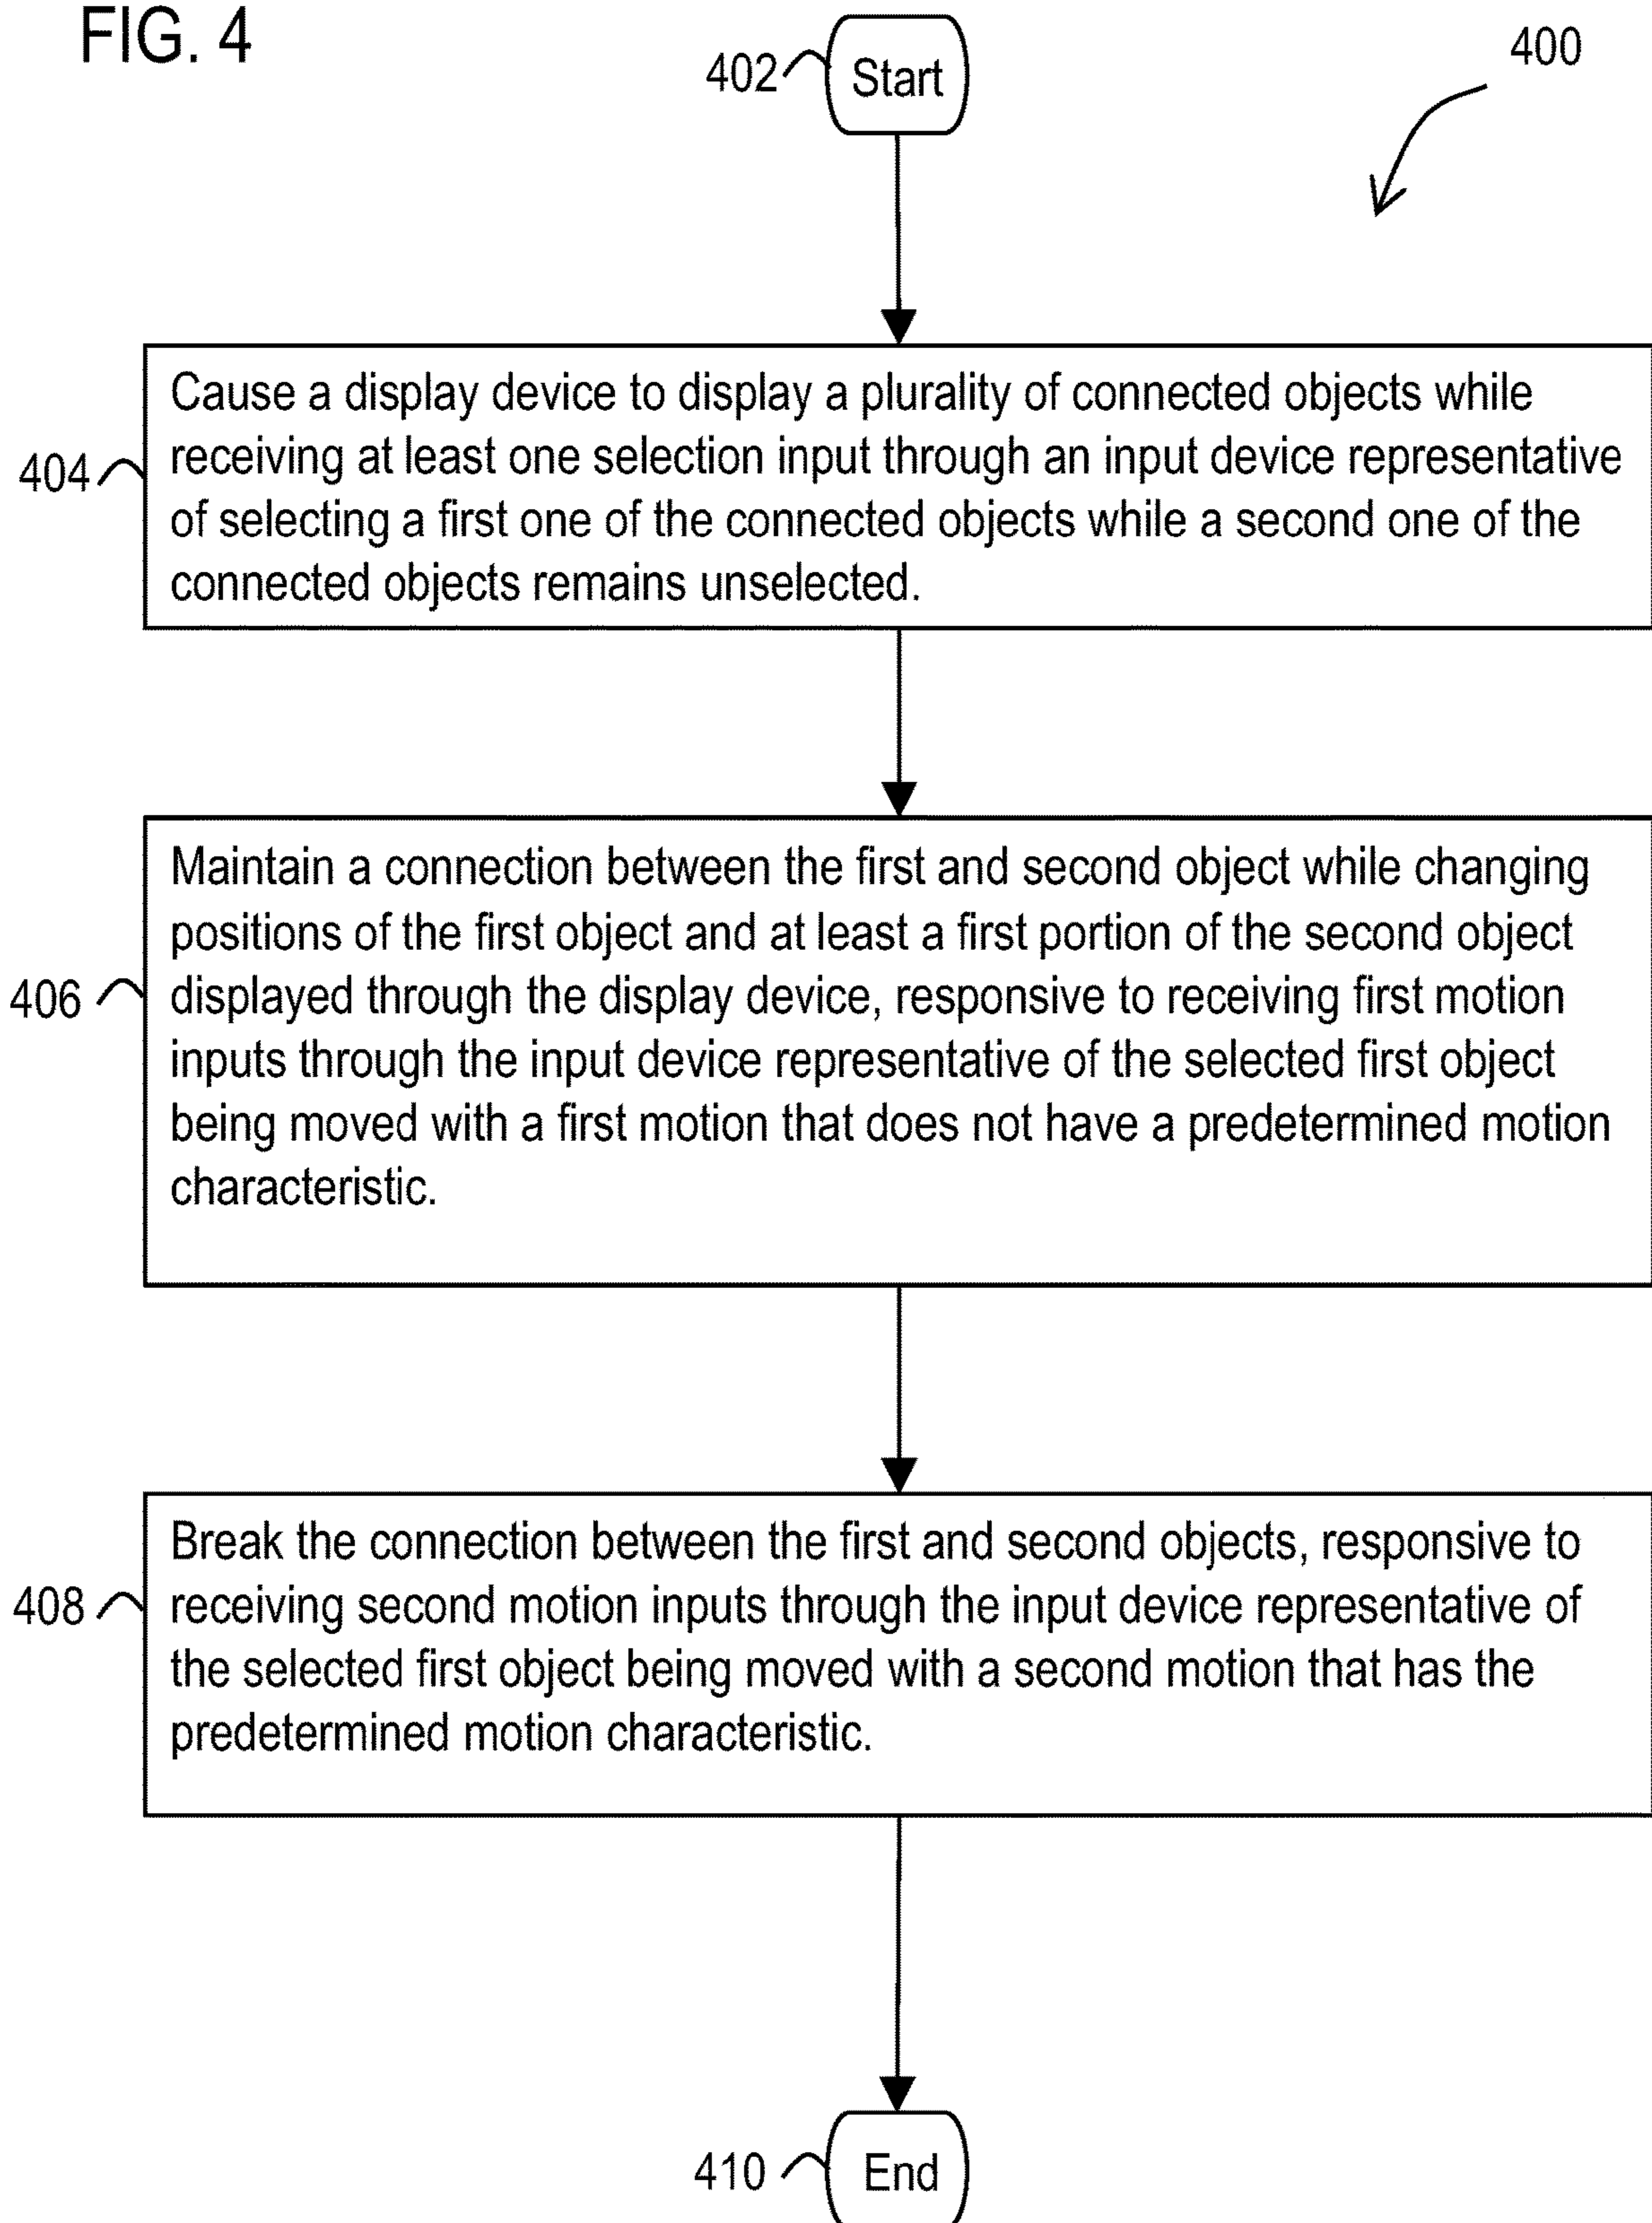 FIG. 4
402
Start
400
404
Cause a display device to display a plurality of connected objects while
receiving at least one selection input through an input device representative
of selecting a first one of the connected objects while a second one of the
connected objects remains unselected.
406
Maintain a connection between the first and second object while changing
positions of the first object and at least a first portion of the second object
displayed through the display device, responsive to receiving first motion
inputs through the input device representative of the selected first object
being moved with a first motion that does not have a predetermined motion
characteristic.
408
Break the connection between the first and second objects, responsive to
receiving second motion inputs through the input device representative of
the selected first object being moved with a second motion that has the
predetermined motion characteristic.
410
End